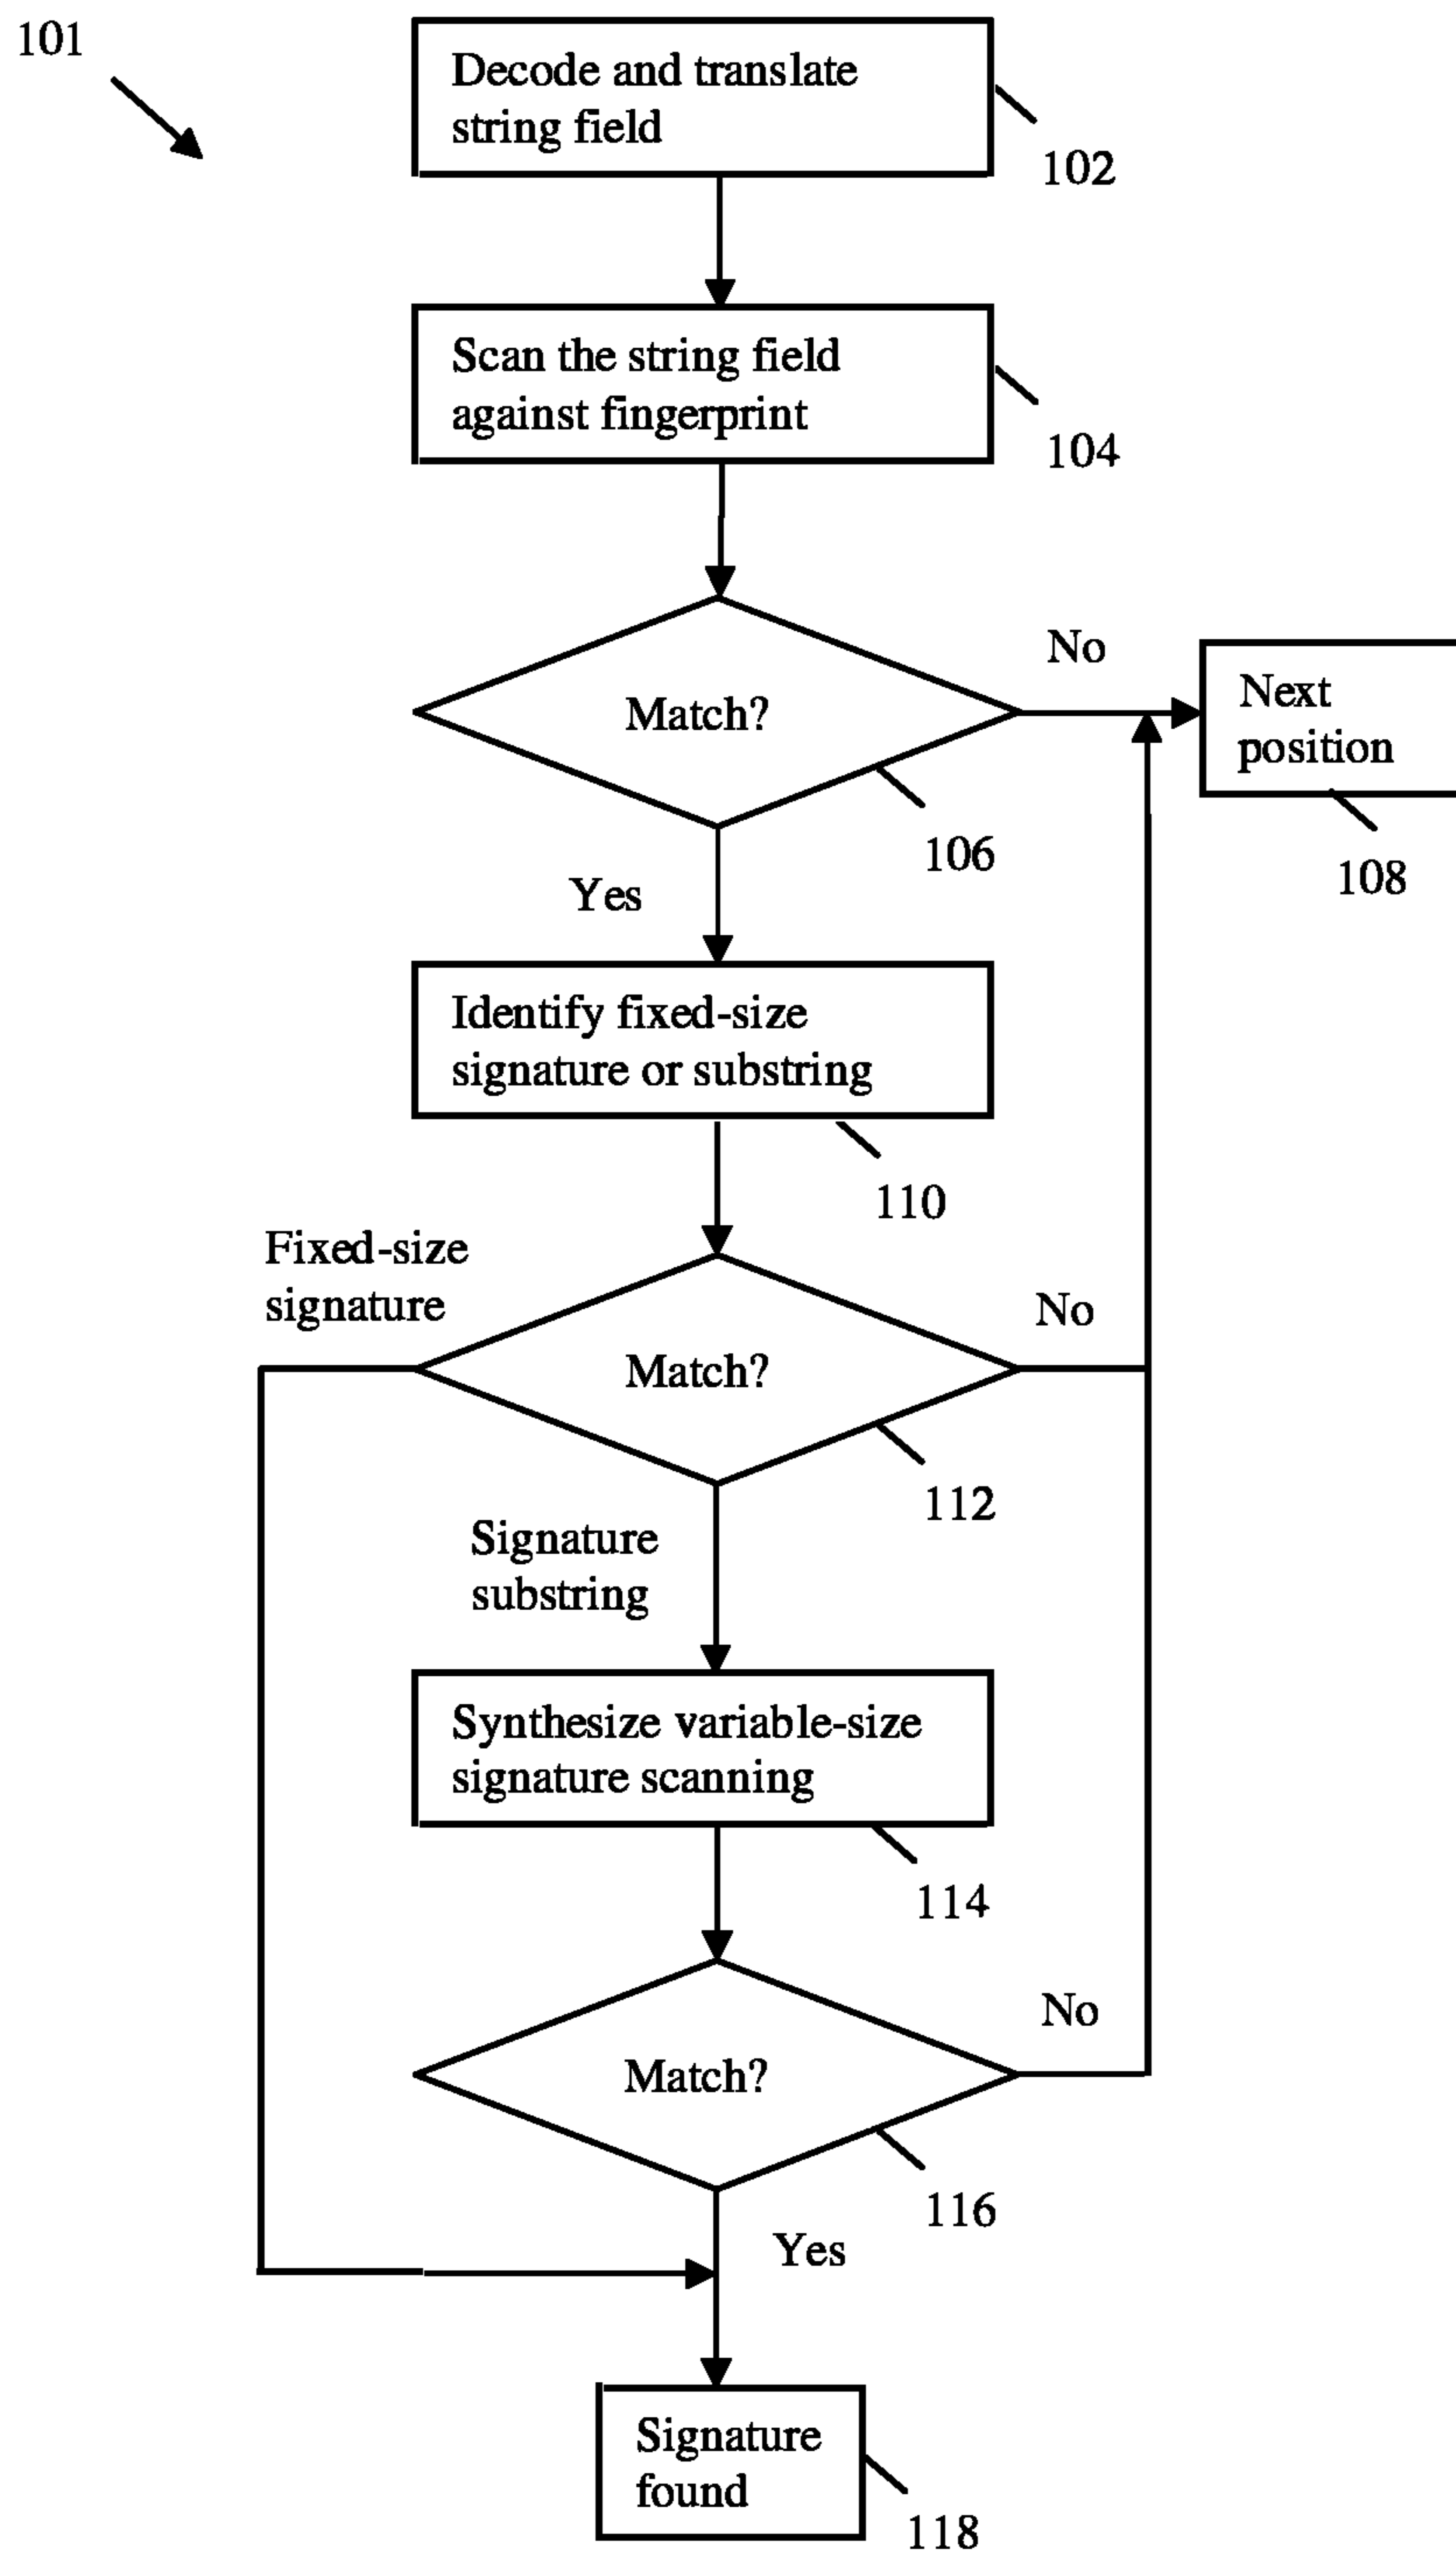 101
Decode and translate
string field
102
Scan the string field
against fingerprint
104
Match?
No
106
Next
position
108
Yes
Identify fixed-size
signature or substring
110
Fixed-size
signature
Match?
No
112
Signature
substring
Synthesize variable-size
signature scanning
114
Match?
No
116
Yes
Signature
found
118